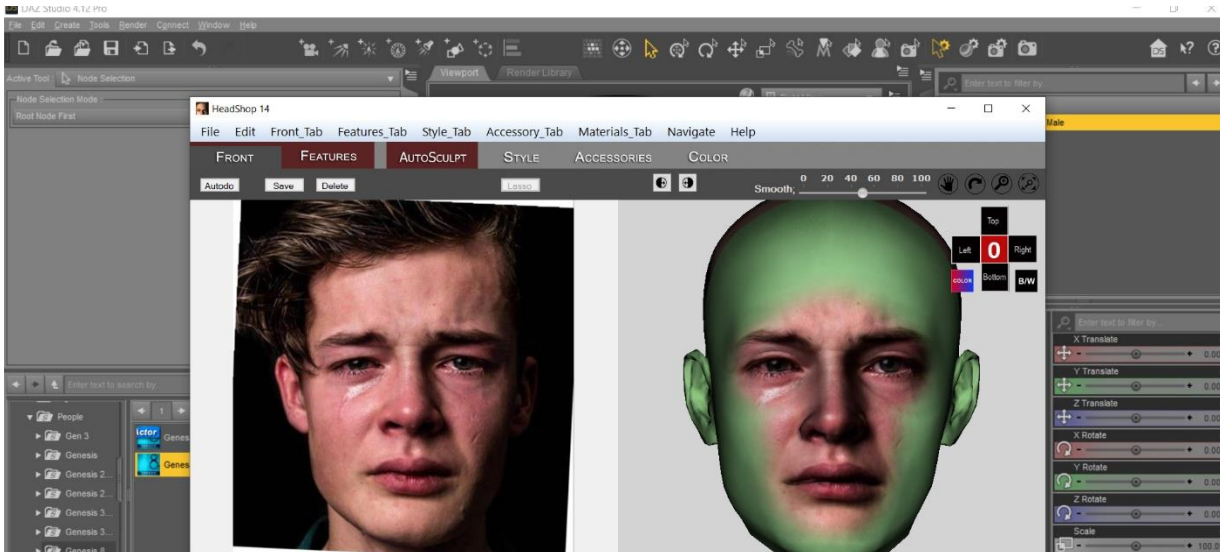 DAZ Studio 4.12 Pro
File Edit Create Tools Render Connect Window Help
Active Tool: Node Selection
Viewport Render Library
Enter text to filter by
Node Selection Mode
Root Node First
Male
HeadShop 14
File Edit Front_Tab Features_Tab Style_Tab Accessory_Tab Materials_Tab Navigate Help
FRONT FEATURES AUTOSCULPT STYLE ACCESSORIES COLOR
Autodo Save Delete Lasso Smooth; 0 20 40 60 80 100
Top
Left 0 Right
COLOR Bottom B/W
Enter text to filter by ...
X Translate
0.00
Y Translate
0.00
Z Translate
0.00
X Rotate
0.00
Y Rotate
0.00
Z Rotate
0.00
Scale
100.0
Enter text to search by
1
People
Gen 3
Genesis
Genesis 2...
Genesis 2...
Genesis 3...
Genesis 3...
Genesis 8
Genes
Genes